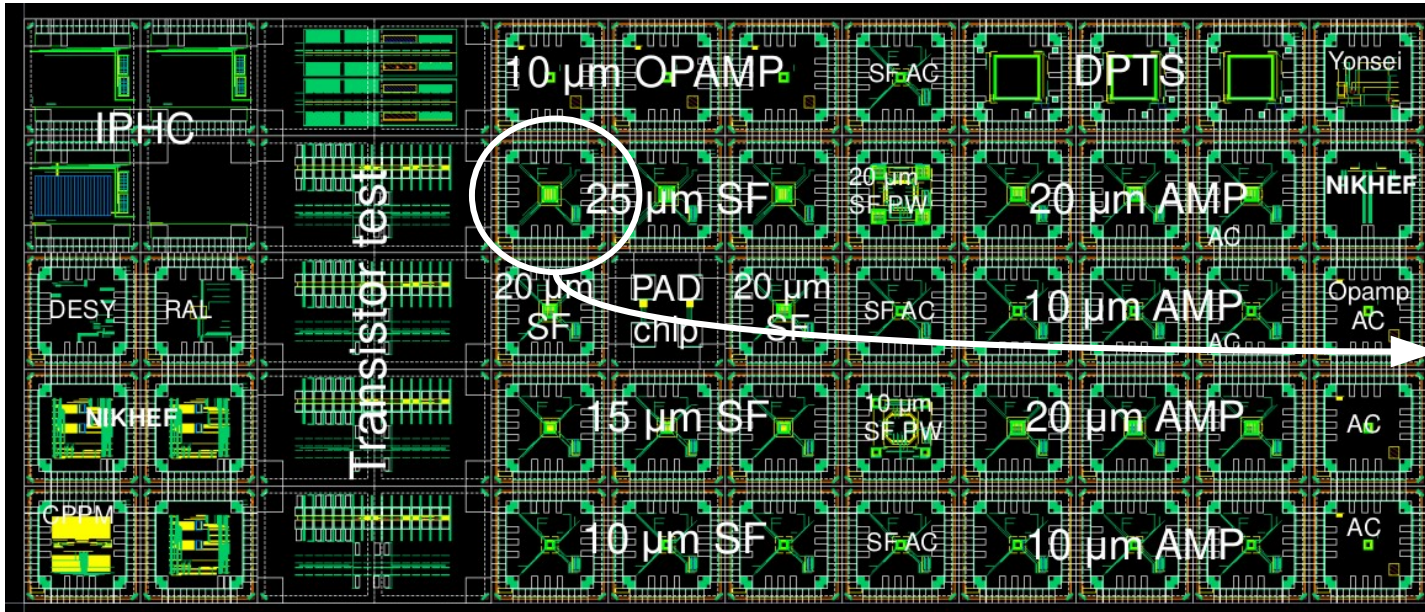 10 µm OPAMP
SF AC
DPTS
Yonsei
IPHC
25 µm SF
20 µm
SF PW
20 µm AMP
AC
NIKHEF
Transistor test
DESY
RAL
20 µm
SF
PAD
chip
20 µm
SF
SF AC
10 µm AMP
AC
Opamp
AC
NIKHEF
15 µm SF
10 µm
SF PW
20 µm AMP
AC
CPPM
10 µm SF
SF AC
10 µm AMP
AC